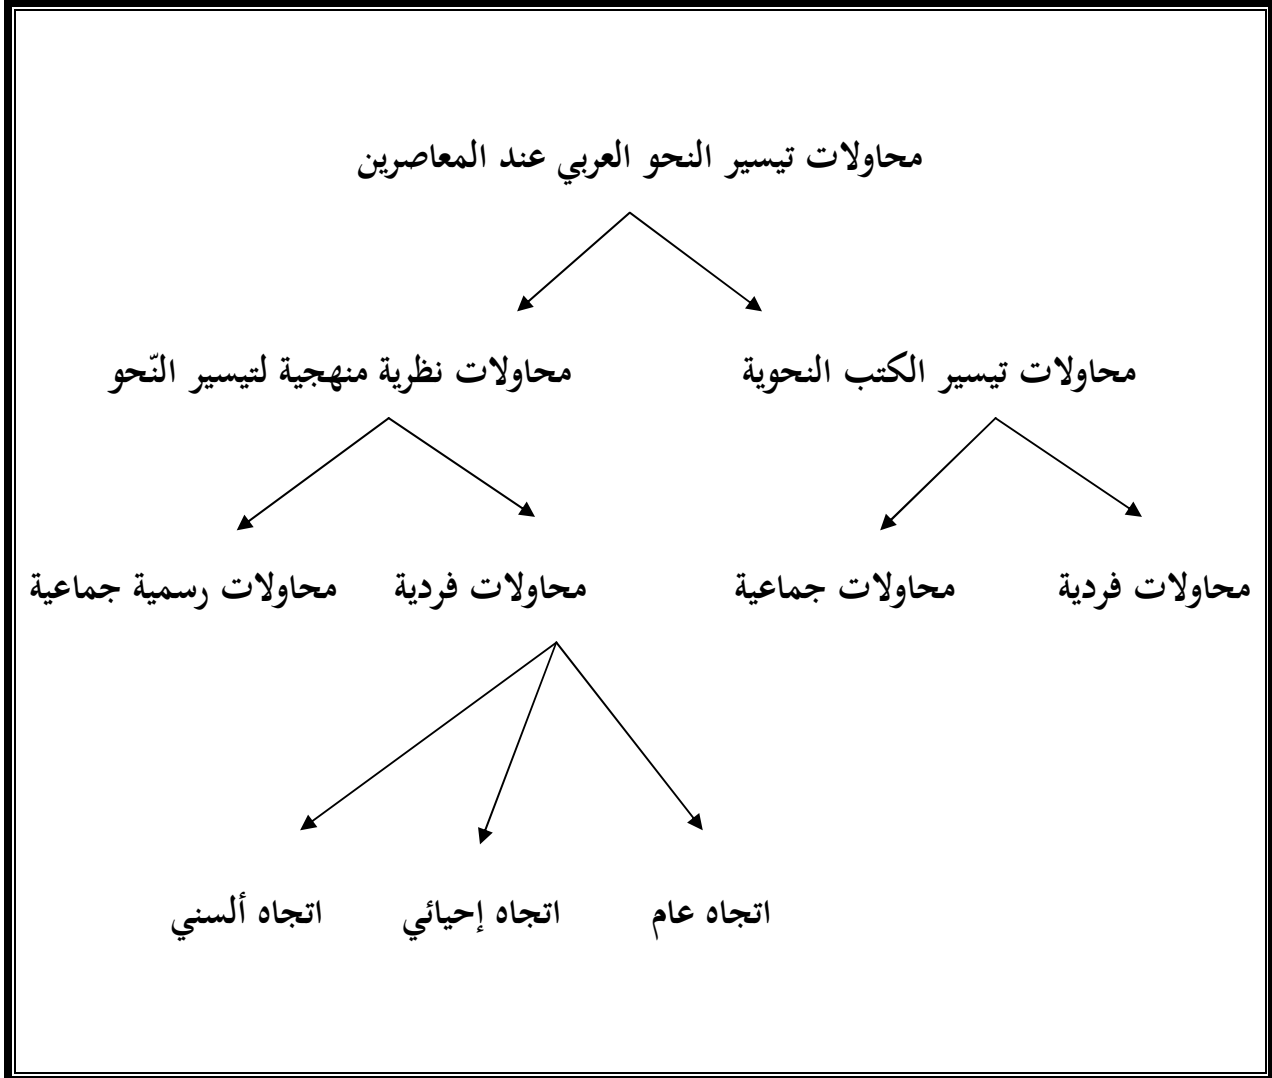 محاولات تيسير النحو العربي عند المعاصرين
محاولات تيسير الكتب النحوية
محاولات نظرية منهجية لتيسير النّحو
محاولات فردية
محاولات جماعية
محاولات فردية
محاولات رسمية جماعية
اتجاه عام
اتجاه إحيائي
اتجاه ألسني